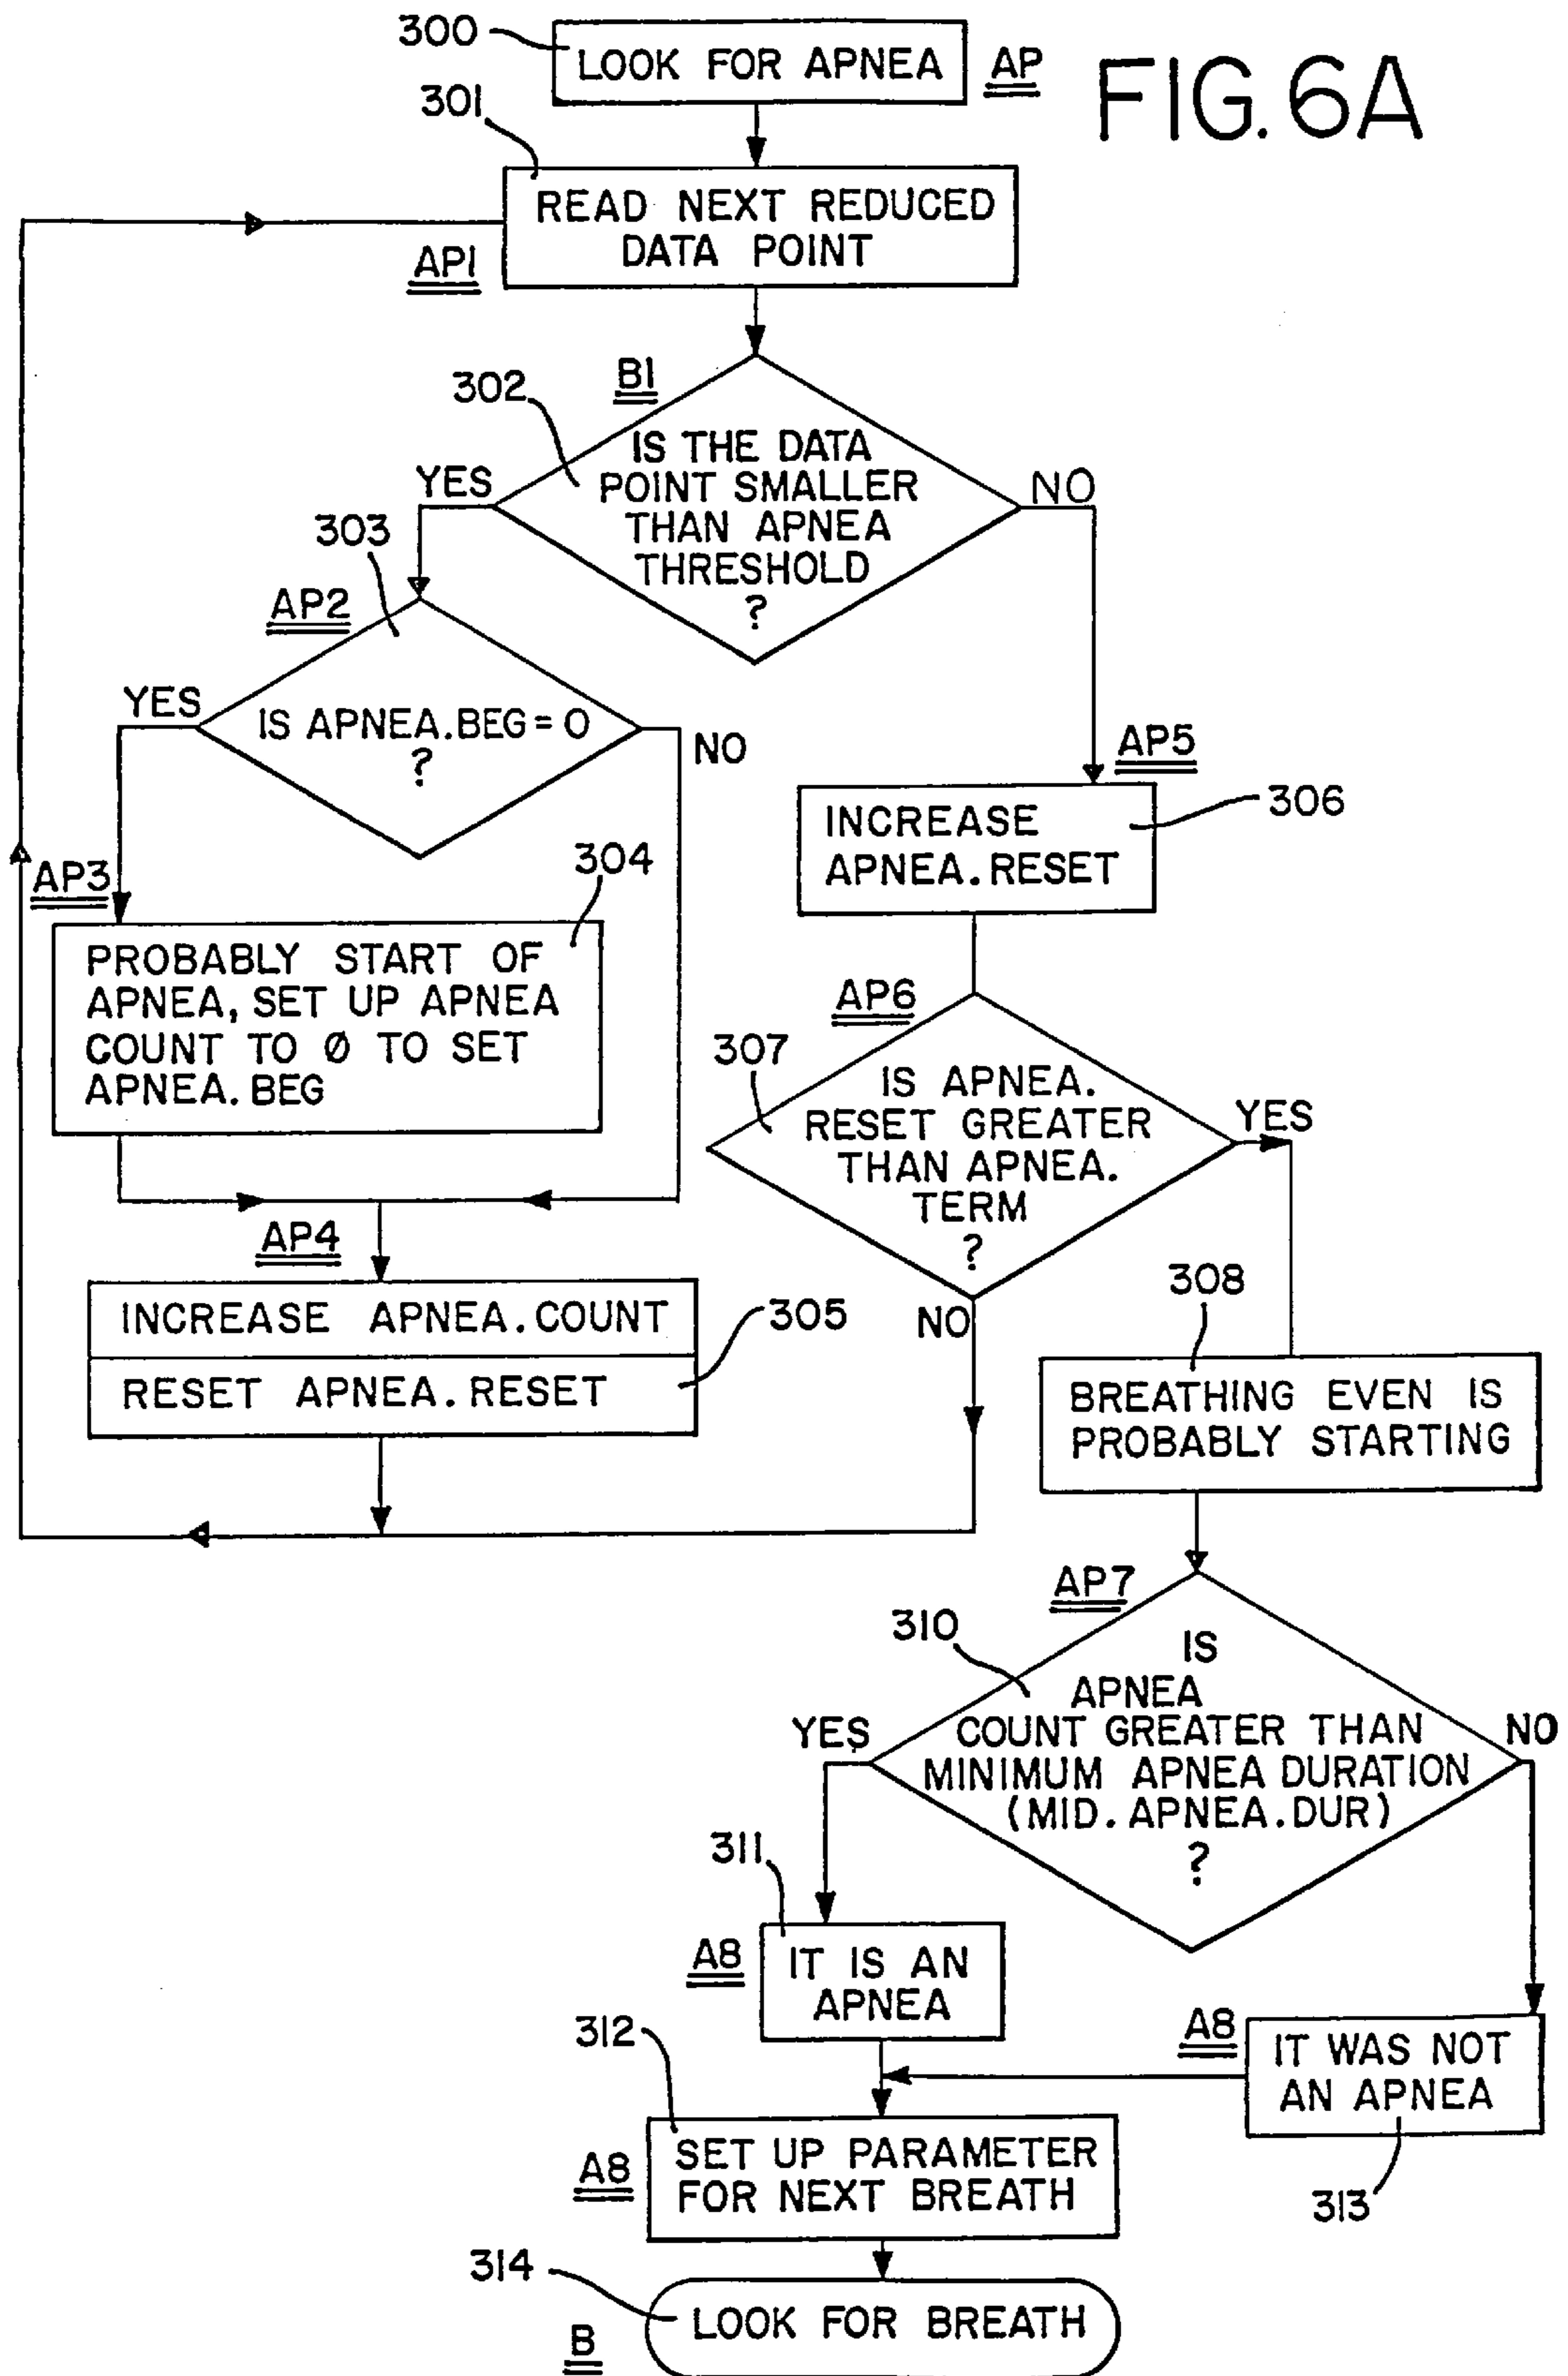 300
LOOK FOR APNEA
AP
FIG. 6A
301
READ NEXT REDUCED
DATA POINT
AP1
B1
302
IS THE DATA
POINT SMALLER
THAN APNEA
THRESHOLD
?
YES
NO
303
AP2
IS APNEA.BEG = 0
?
YES
NO
AP5
INCREASE
APNEA.RESET
306
AP3
304
PROBABLY START OF
APNEA, SET UP APNEA
COUNT TO Ø TO SET
APNEA.BEG
AP6
307
IS APNEA.
RESET GREATER
THAN APNEA.
TERM
?
YES
NO
AP4
INCREASE APNEA.COUNT
RESET APNEA.RESET
305
308
BREATHING EVEN IS
PROBABLY STARTING
AP7
310
IS
APNEA
COUNT GREATER THAN
MINIMUM APNEA DURATION
(MID.APNEA.DUR)
?
YES
NO
311
A8
IT IS AN
APNEA
A8
IT WAS NOT
AN APNEA
313
312
A8
SET UP PARAMETER
FOR NEXT BREATH
314
LOOK FOR BREATH
B